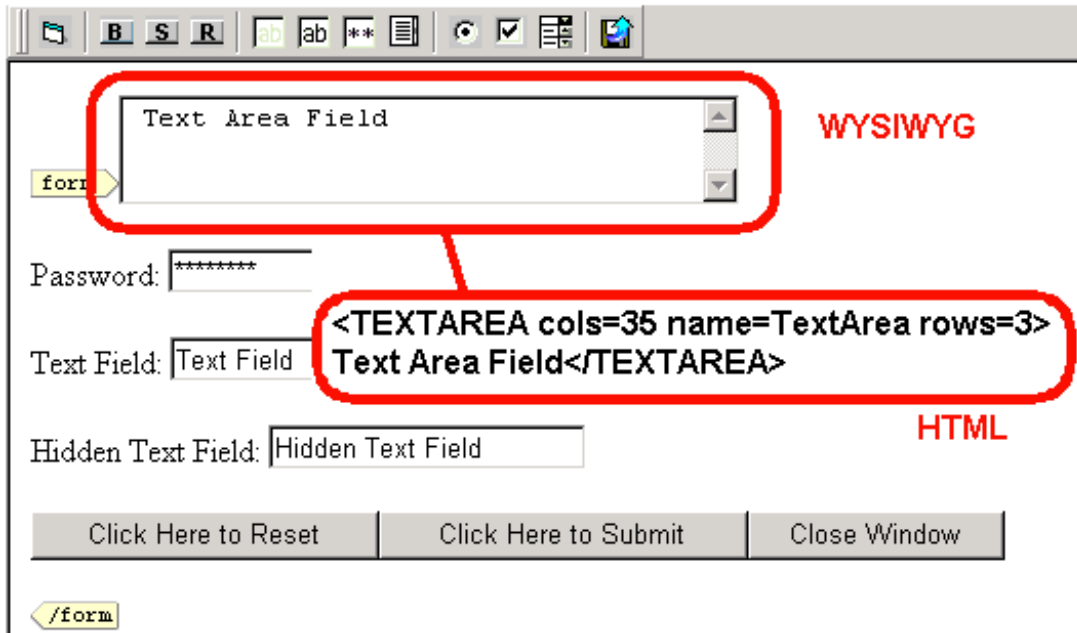 B S R ab ab **
Text Area Field
WYSIWYG
form
Password: ********
<TEXTAREA cols=35 name=TextArea rows=3>
Text Area Field</TEXTAREA>
Text Field: Text Field
HTML
Hidden Text Field: Hidden Text Field
Click Here to Reset Click Here to Submit Close Window
/form